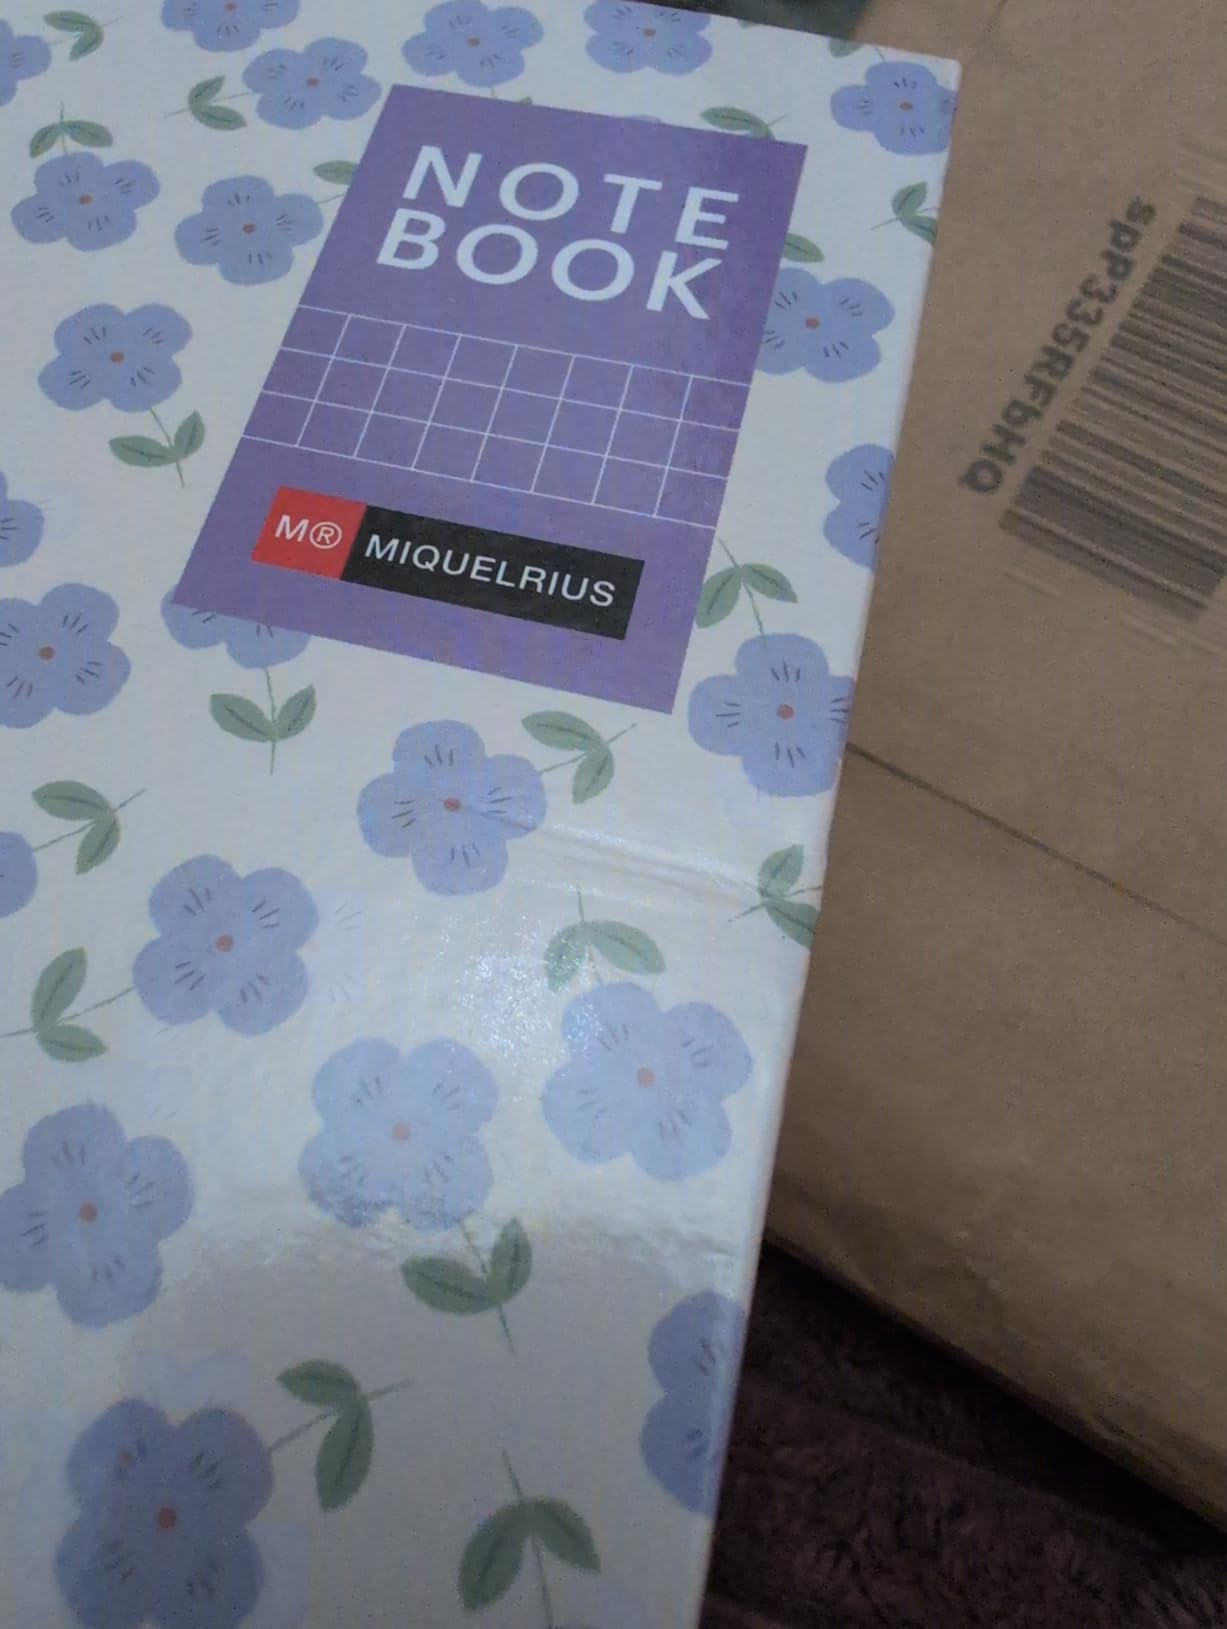 NOTE
BOOK
M® MIQUELRIUS
spP335RFbHQ